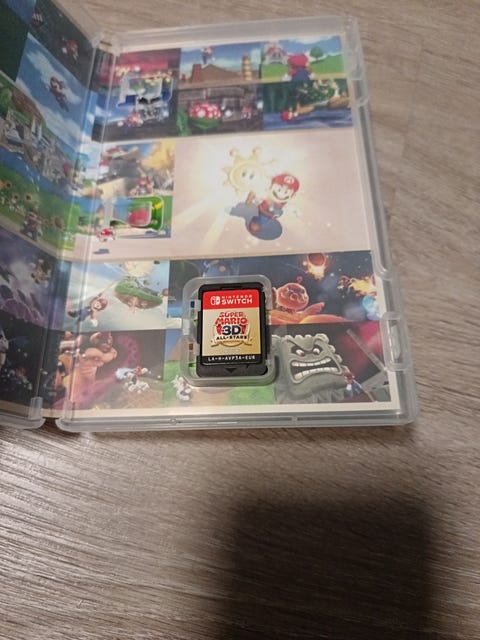 NINTENDO
SWITCH
SUPER
MARIO
3D
ALL-STARS
LA-H-AVP3A-EUR